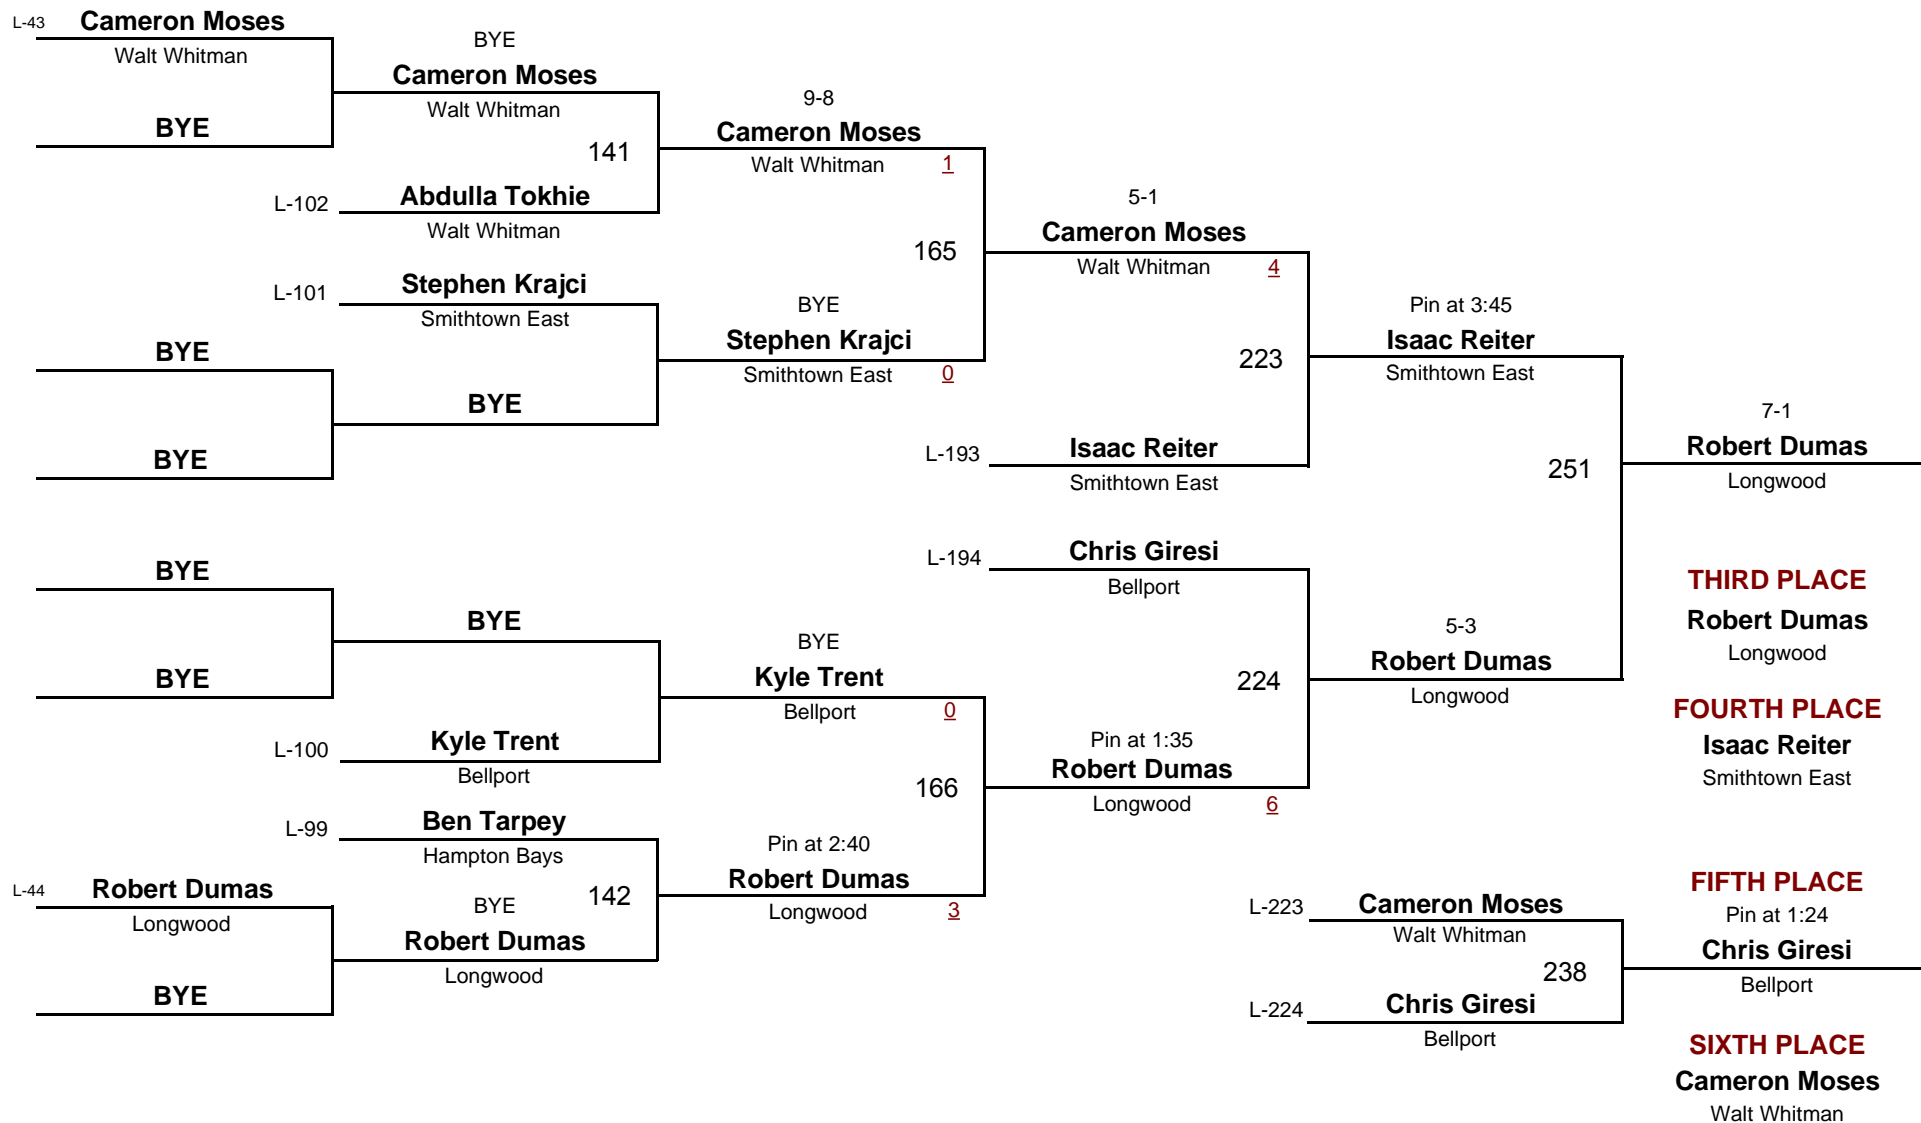 L-43 Cameron Moses
Walt Whitman
BYE
BYE
Cameron Moses
Walt Whitman
141
L-102 Abdulla Tokhie
Walt Whitman
9-8
Cameron Moses
Walt Whitman 1
L-101 Stephen Krajci
Smithtown East
BYE
BYE
BYE
BYE
Stephen Krajci
Smithtown East 0
165
5-1
Cameron Moses
Walt Whitman 4
223
L-193 Isaac Reiter
Smithtown East
Pin at 3:45
Isaac Reiter
Smithtown East
251
7-1
Robert Dumas
Longwood
BYE
BYE
BYE
L-100 Kyle Trent
Bellport
BYE
Kyle Trent
Bellport 0
166
L-99 Ben Tarpey
Hampton Bays
142
L-44 Robert Dumas
Longwood
BYE
BYE
Robert Dumas
Longwood
Pin at 2:40
Robert Dumas
Longwood 3
L-194 Chris Giresi
Bellport
224
Pin at 1:35
Robert Dumas
Longwood 6
5-3
Robert Dumas
Longwood
THIRD PLACE
Robert Dumas
Longwood
FOURTH PLACE
Isaac Reiter
Smithtown East
L-223 Cameron Moses
Walt Whitman
238
L-224 Chris Giresi
Bellport
FIFTH PLACE
Pin at 1:24
Chris Giresi
Bellport
SIXTH PLACE
Cameron Moses
Walt Whitman